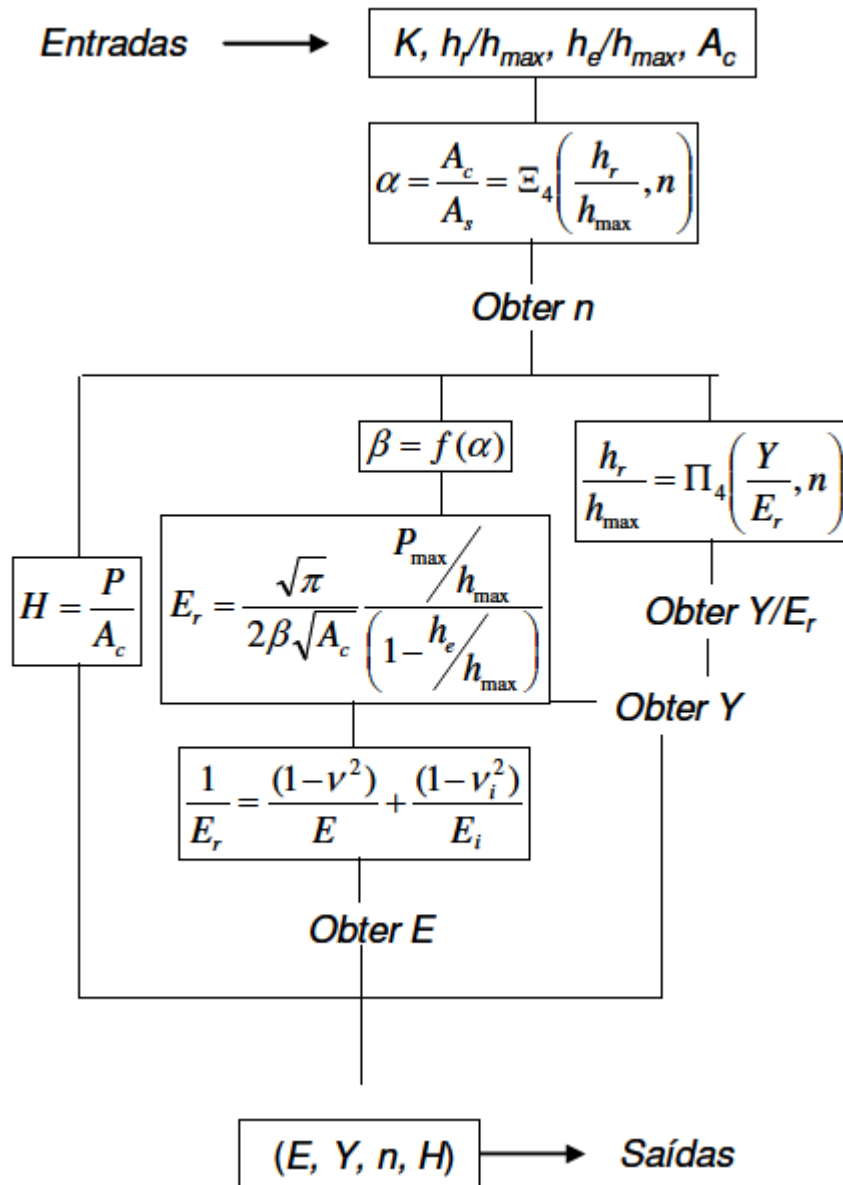 Entradas
K, h_r/h_max, h_e/h_max, A_c
α = A_c/A_s = Ξ_4(h_r/h_max, n)
Obter n
β = f(α)
h_r/h_max = Π_4(Y/E_r, n)
H = P/A_c
E_r = √π/(2β√A_c) (P_max/h_max)/(1 - h_e/h_max)
Obter Y/E_r
Obter Y
1/E_r = (1-ν²)/E + (1-ν_i²)/E_i
Obter E
(E, Y, n, H)
Saídas